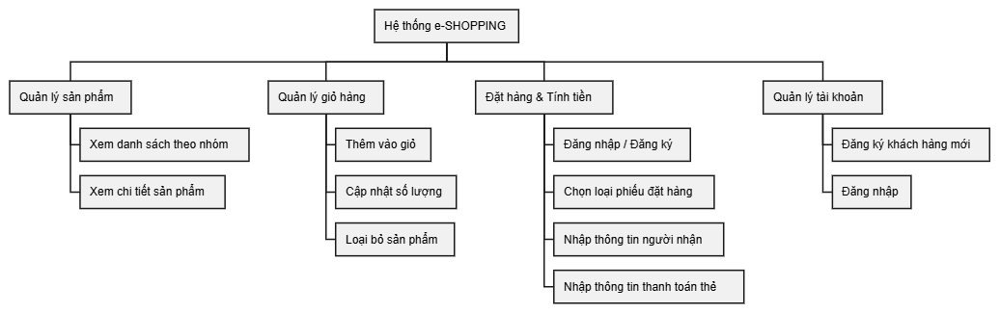 Hệ thống e-SHOPPING
Quản lý sản phẩm
Xem danh sách theo nhóm
Xem chi tiết sản phẩm
Quản lý giỏ hàng
Thêm vào giỏ
Cập nhật số lượng
Loại bỏ sản phẩm
Đặt hàng & Tính tiền
Đăng nhập / Đăng ký
Chọn loại phiếu đặt hàng
Nhập thông tin người nhận
Nhập thông tin thanh toán thẻ
Quản lý tài khoản
Đăng ký khách hàng mới
Đăng nhập